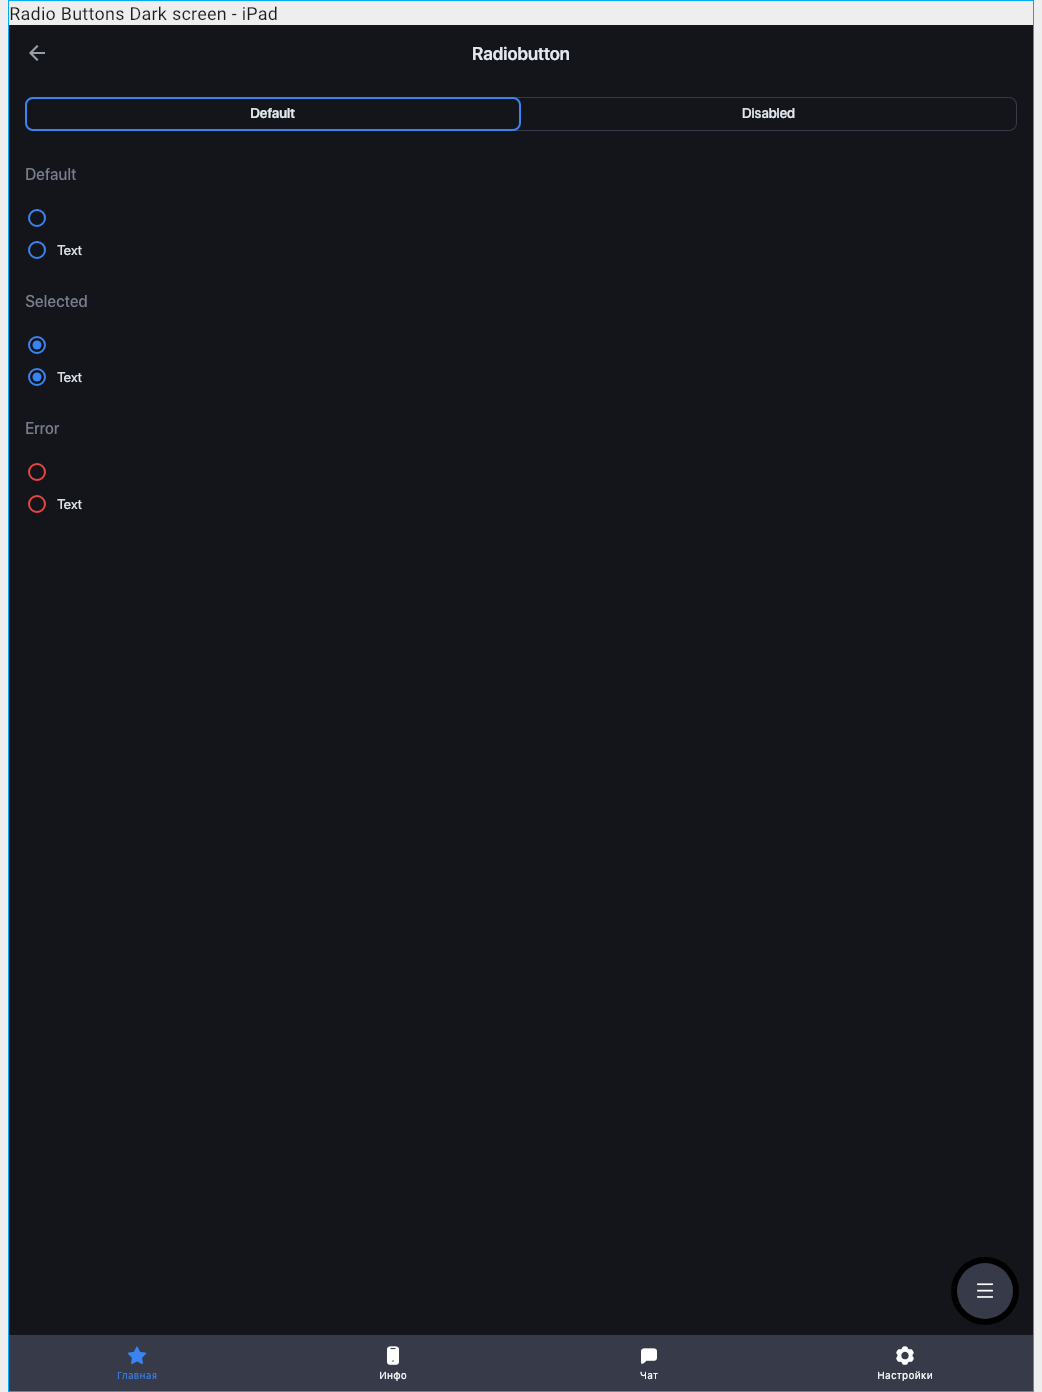 Radio Buttons Dark screen - iPad
Radiobutton
Default Disabled
Default
Text
Selected
Text
Error
Text
Главная Инфо Чат Настройки